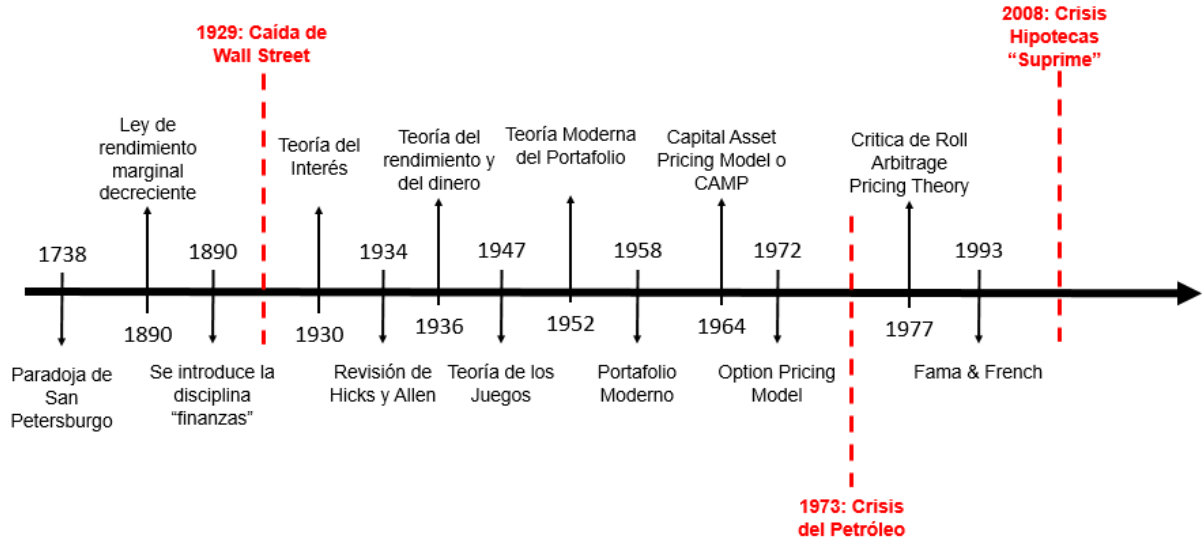 1929: Caída de
Wall Street
2008: Crisis
Hipotecas
“Suprime”
Ley de
rendimiento
marginal
decreciente
Teoría del
Interés
Teoría del
rendimiento y
del dinero
Teoría Moderna
del Portafolio
Capital Asset
Pricing Model o
CAMP
Critica de Roll
Arbitrage
Pricing Theory
1738
1890
1934
1947
1958
1972
1993
1890
1930
1936
1952
1964
1977
Paradoja de
San
Petersburgo
Se introduce la
disciplina
“finanzas”
Revisión de
Hicks y Allen
Teoría de los
Juegos
Portafolio
Moderno
Option Pricing
Model
Fama & French
1973: Crisis
del Petróleo